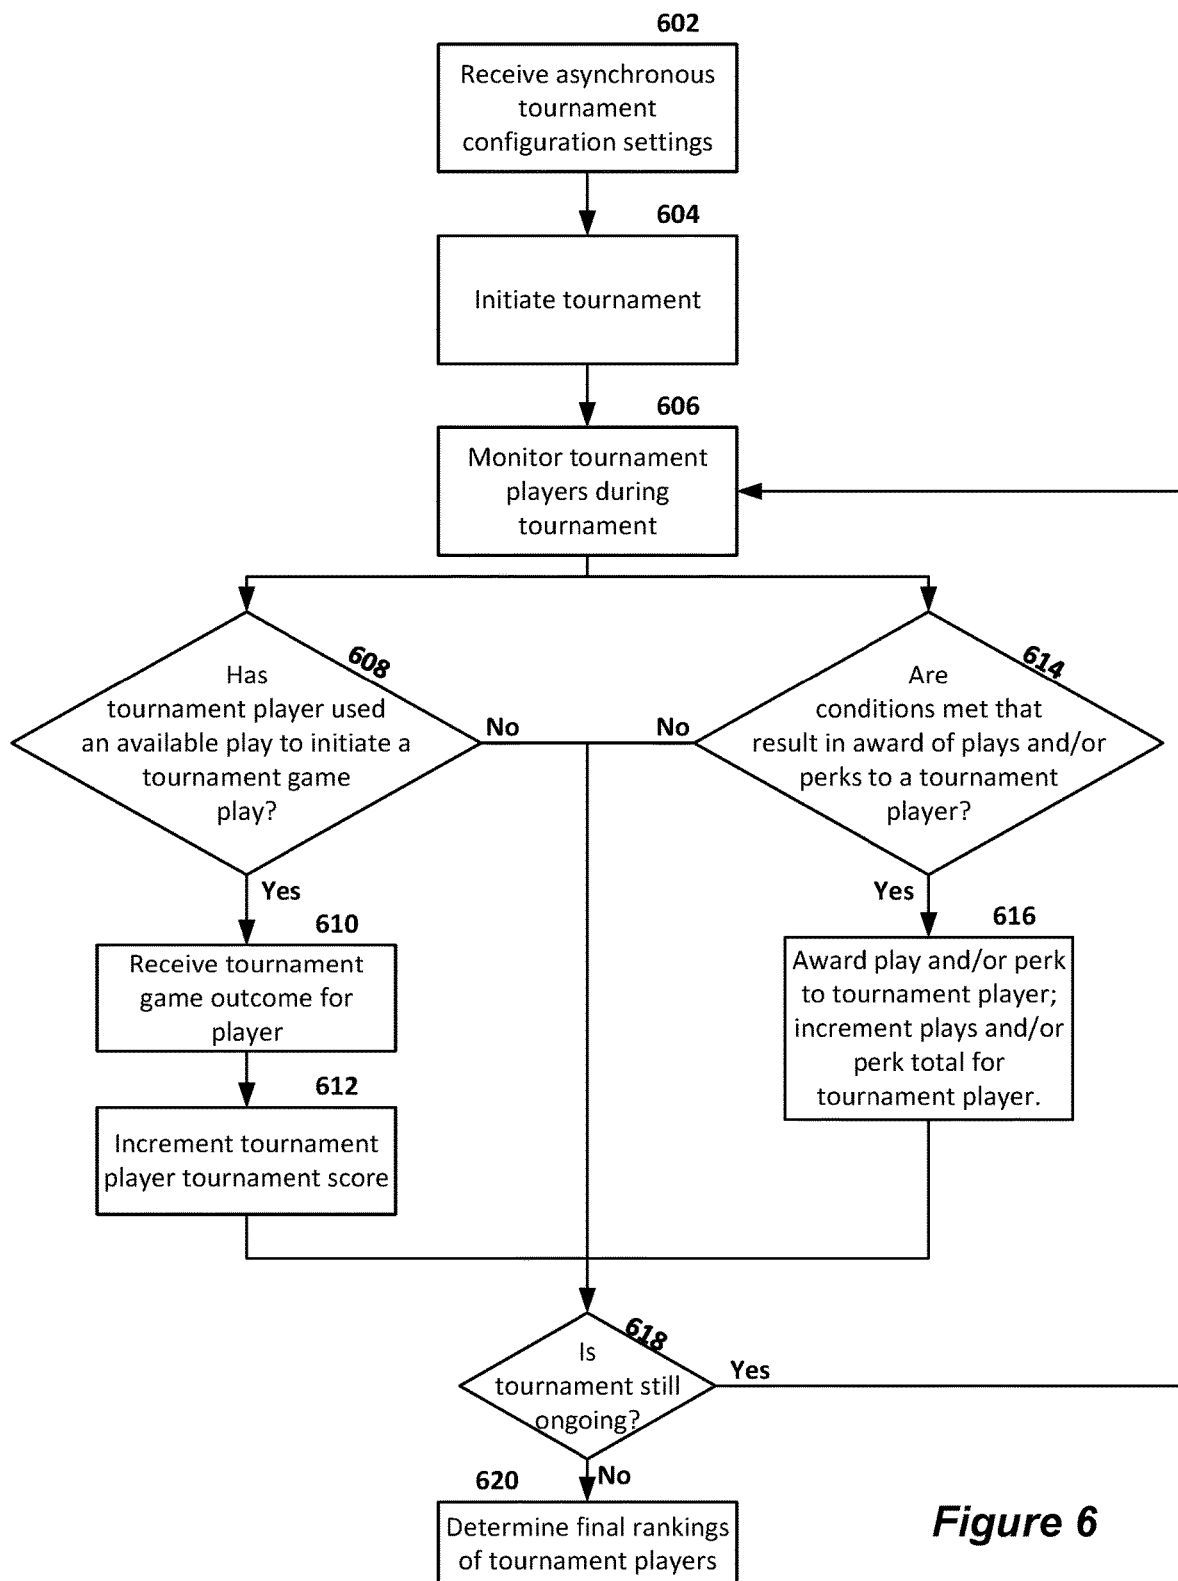 602
Receive asynchronous
tournament
configuration settings
604
Initiate tournament
606
Monitor tournament
players during
tournament
608
Has
tournament player used
an available play to initiate a
tournament game
play?
No
No
614
Are
conditions met that
result in award of plays and/or
perks to a tournament
player?
Yes
Yes
610
Receive tournament
game outcome for
player
616
Award play and/or perk
to tournament player;
increment plays and/or
perk total for
tournament player.
612
Increment tournament
player tournament score
618
Is
tournament still
ongoing?
Yes
No
620
Determine final rankings
of tournament players
Figure 6